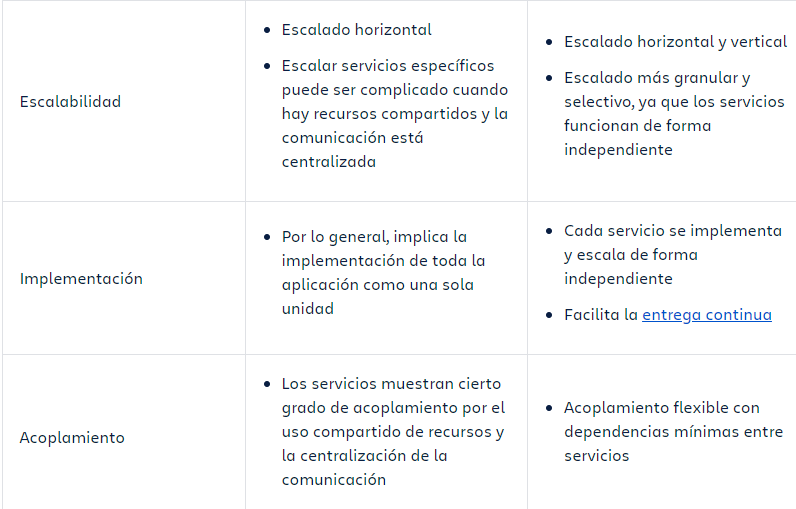 Escalabilidad
Escalado horizontal
Escalar servicios específicos
puede ser complicado cuando
hay recursos compartidos y la
comunicación está
centralizada
Escalado horizontal y vertical
Escalado más granular y
selectivo, ya que los servicios
funcionan de forma
independiente
Implementación
Por lo general, implica la
implementación de toda la
aplicación como una sola
unidad
Cada servicio se implementa
y escala de forma
independiente
Facilita la entrega continua
Acoplamiento
Los servicios muestran cierto
grado de acoplamiento por el
uso compartido de recursos y
la centralización de la
comunicación
Acoplamiento flexible con
dependencias mínimas entre
servicios